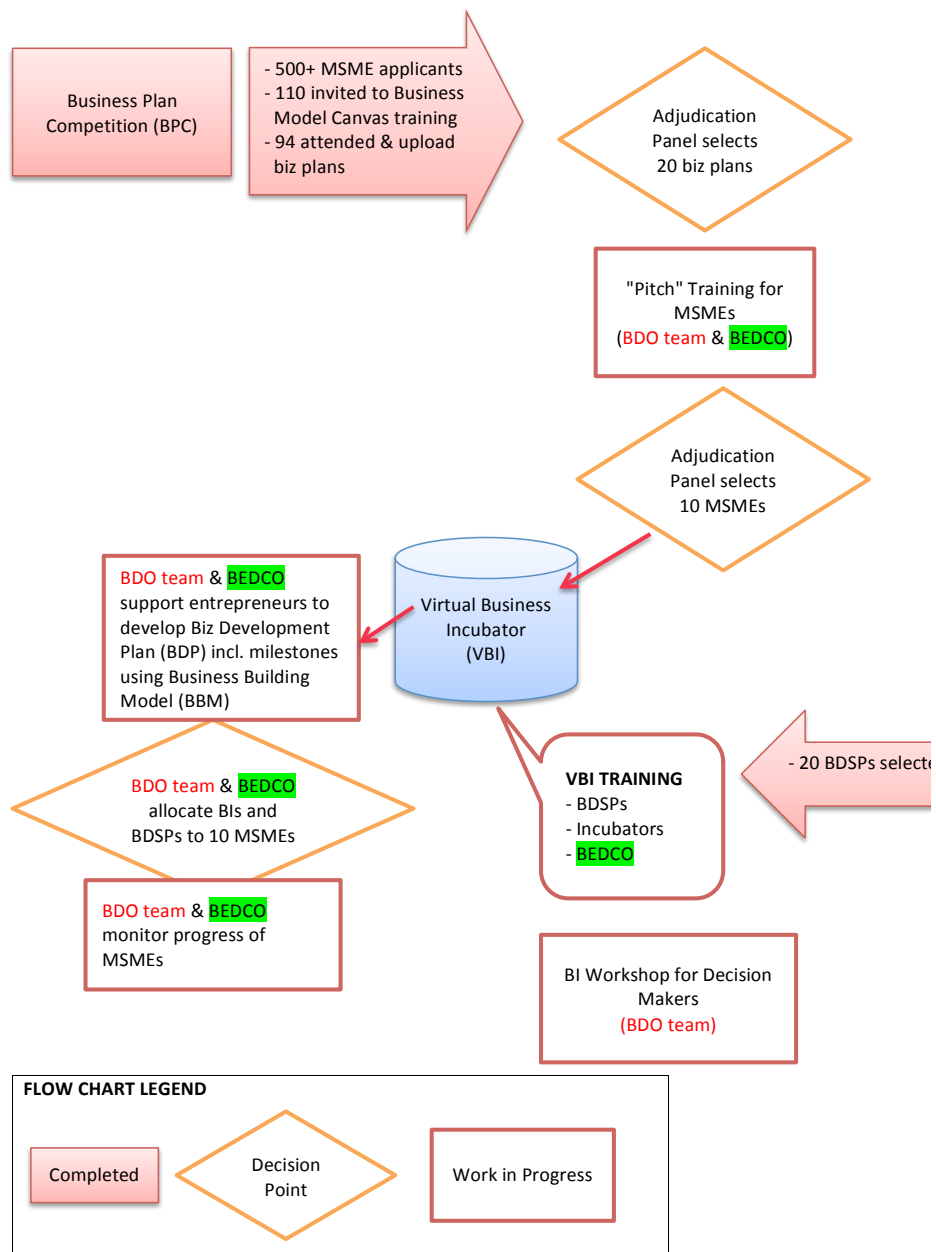 Business Plan
Competition (BPC)
- 500+ MSME applicants
- 110 invited to Business
Model Canvas training
- 94 attended & upload
biz plans
Adjudication
Panel selects
20 biz plans
"Pitch" Training for
MSMEs
(BDO team & BEDCO)
Adjudication
Panel selects
10 MSMEs
Virtual Business
Incubator
(VBI)
BDO team & BEDCO
support entrepreneurs to
develop Biz Development
Plan (BDP) incl. milestones
using Business Building
Model (BBM)
BDO team & BEDCO
allocate BIs and
BDSPs to 10 MSMEs
BDO team & BEDCO
monitor progress of
MSMEs
VBI TRAINING
- BDSPs
- Incubators
- BEDCO
- 20 BDSPs selecte
BI Workshop for Decision
Makers
(BDO team)
FLOW CHART LEGEND
Completed
Decision
Point
Work in Progress